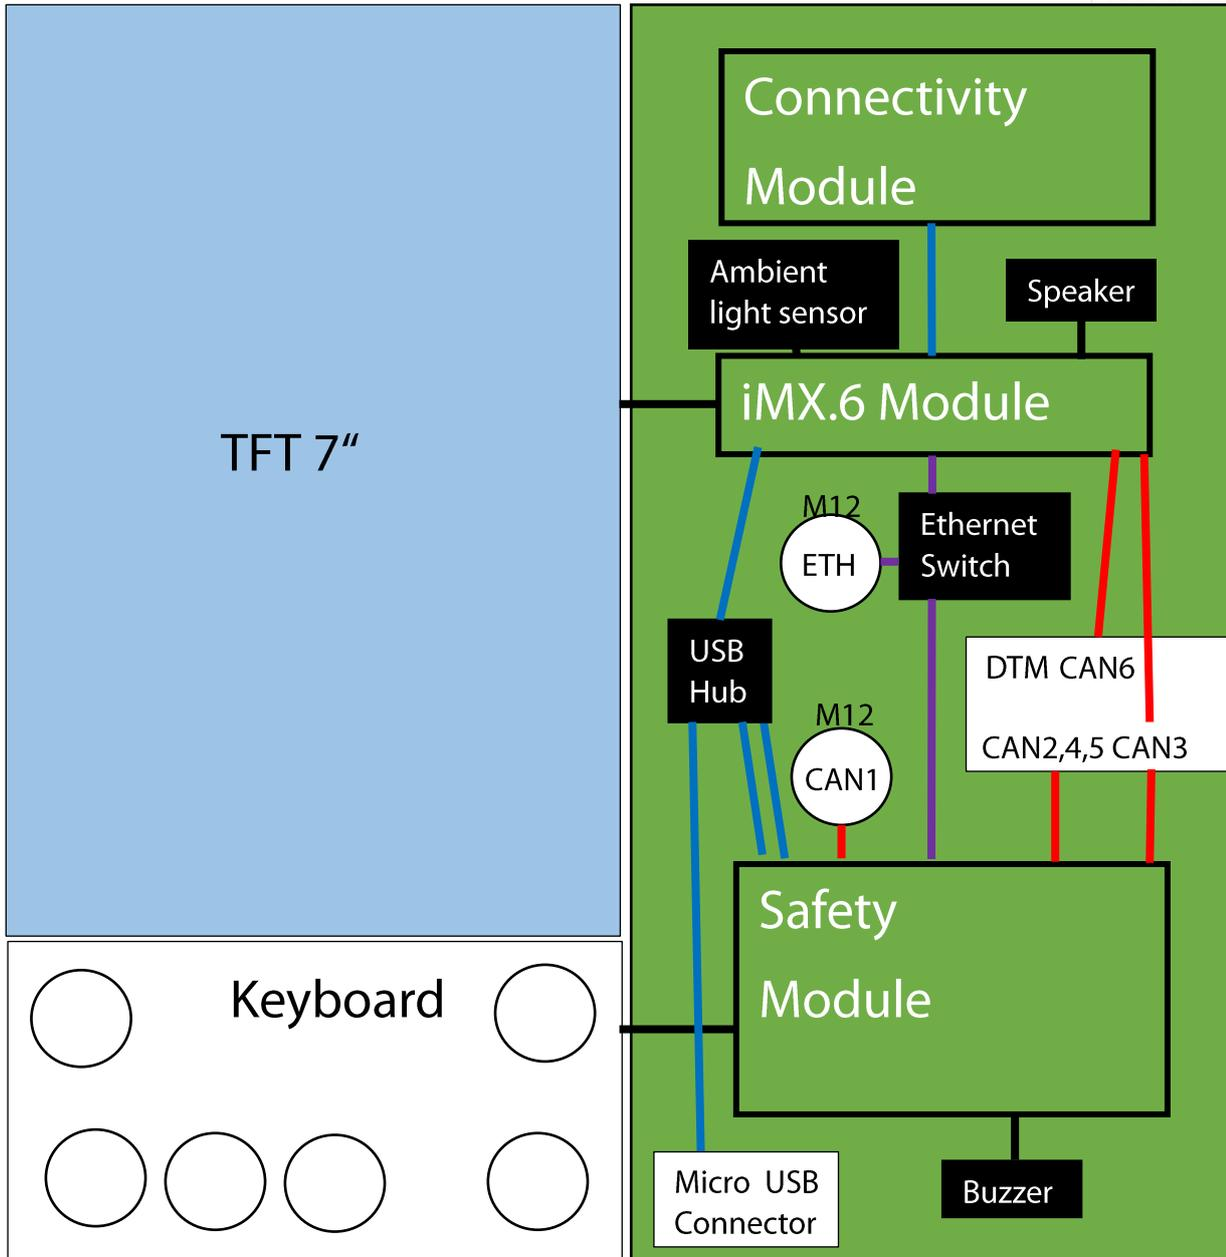 Connectivity
Module
Ambient
light sensor
Speaker
iMX.6 Module
TFT 7“
M12
ETH
Ethernet
Switch
USB
Hub
DTM CAN6
M12
CAN1
CAN2,4,5 CAN3
Safety
Module
Keyboard
Micro USB
Connector
Buzzer